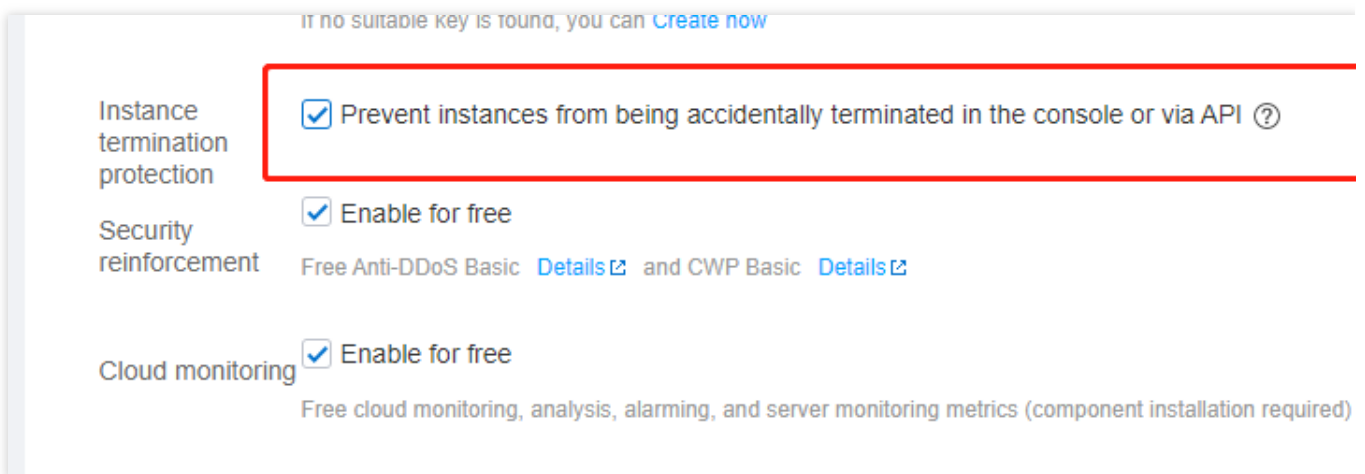 If no suitable key is found, you can Create now
Instance
termination
protection
Prevent instances from being accidentally terminated in the console or via API
Security
reinforcement
Enable for free
Free Anti-DDoS Basic Details and CWP Basic Details
Cloud monitoring
Enable for free
Free cloud monitoring, analysis, alarming, and server monitoring metrics (component installation required)